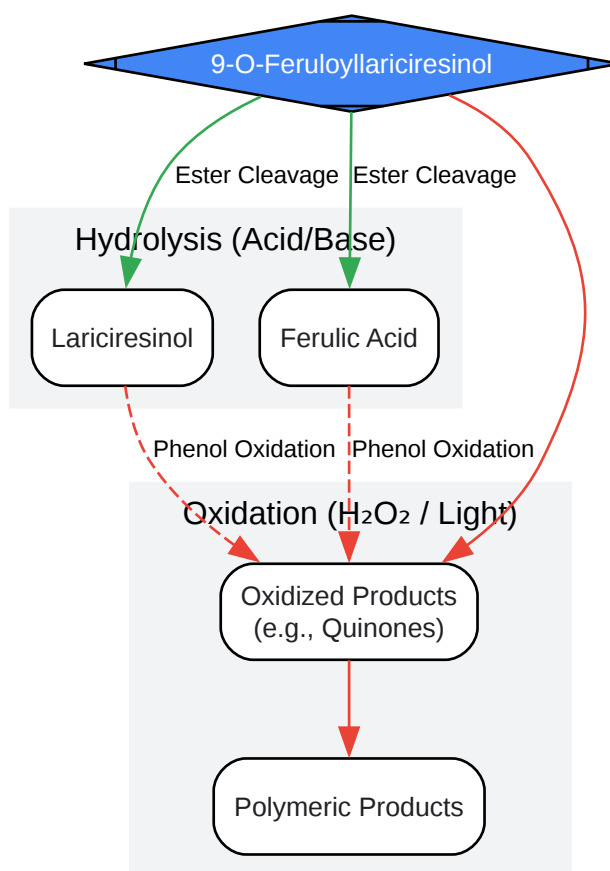 9-O-Feruloyllariciresinol
Ester Cleavage
Ester Cleavage
Hydrolysis (Acid/Base)
Lariciresinol
Ferulic Acid
Phenol Oxidation
Phenol Oxidation
Oxidation (H₂O₂ / Light)
Oxidized Products
(e.g., Quinones)
Polymeric Products